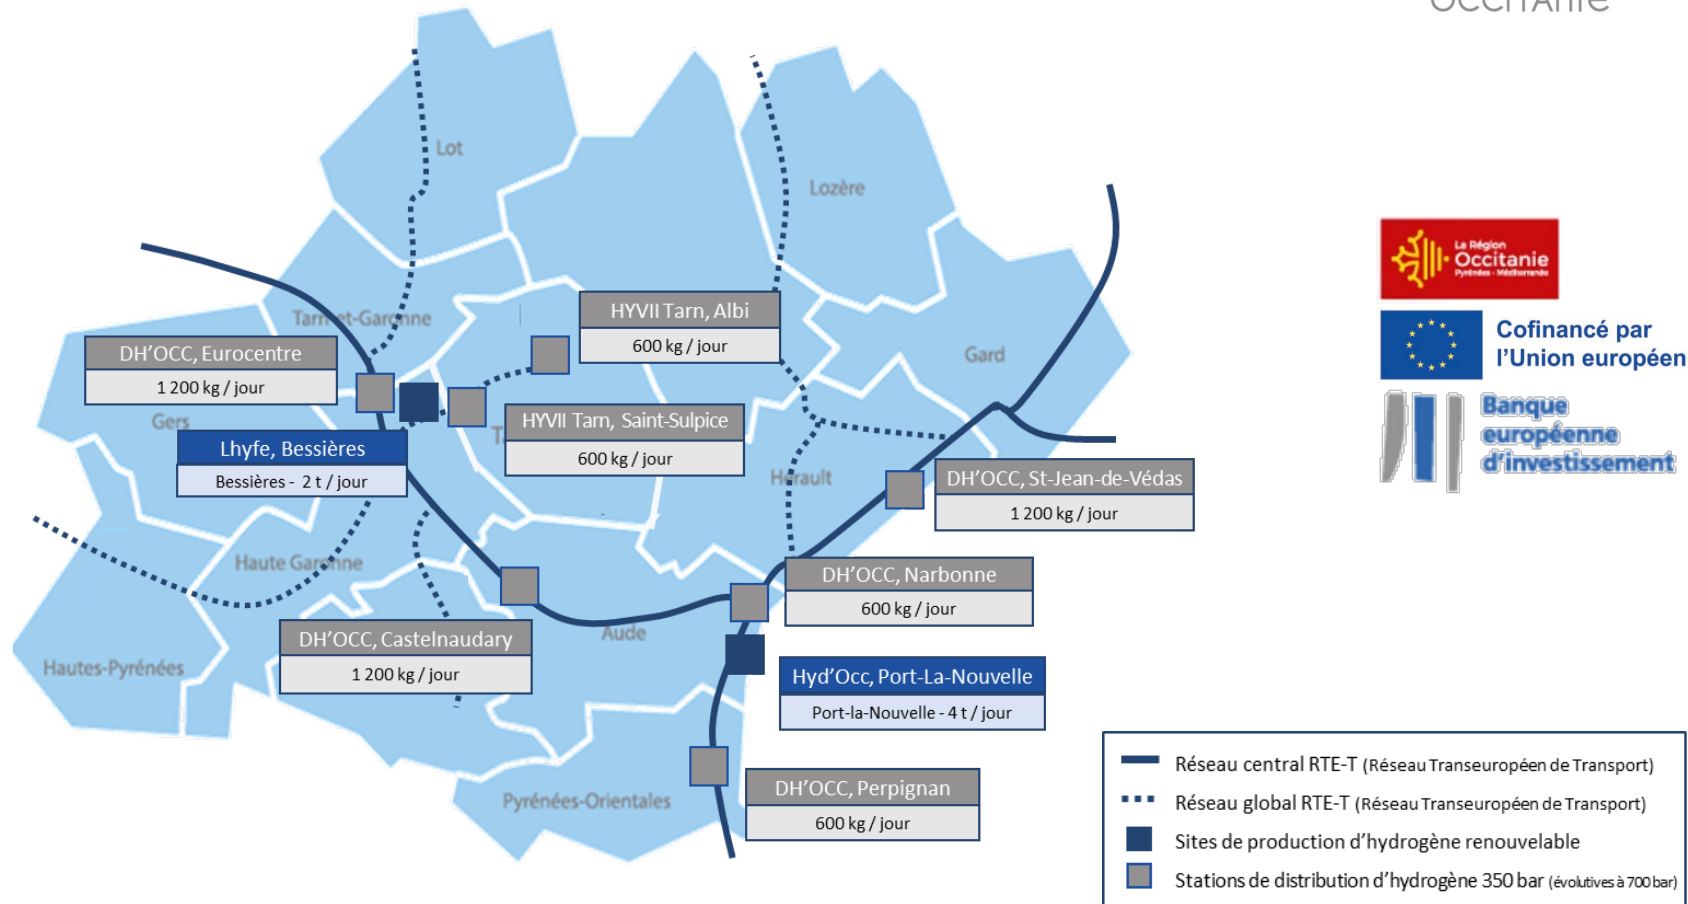 OCCITANIE
Lot
Lozère
La Région
Occitanie
Pyrénées - Méditerranée
HYVII Tarn, Albi
600 kg / jour
Tarn-et-Garonne
Cofinancé par
l'Union européen
DH'OCC, Eurocentre
1 200 kg / jour
Gard
Gers
HYVII Tarn, Saint-Sulpice
600 kg / jour
Banque
européenne
d'investissement
Lhyfe, Bessières
Bessières - 2 t / jour
Hérault
DH'OCC, St-Jean-de-Védas
1 200 kg / jour
Haute Garonne
DH'OCC, Narbonne
600 kg / jour
DH'OCC, Castelnaudary
1 200 kg / jour
Aude
Hautes-Pyrénées
Hyd'Occ, Port-La-Nouvelle
Port-la-Nouvelle - 4 t / jour
DH'OCC, Perpignan
600 kg / jour
Pyrénées-Orientales
Réseau central RTE-T (Réseau Transeuropéen de Transport)
Réseau global RTE-T (Réseau Transeuropéen de Transport)
Sites de production d'hydrogène renouvelable
Stations de distribution d'hydrogène 350 bar (évolutives à 700 bar)